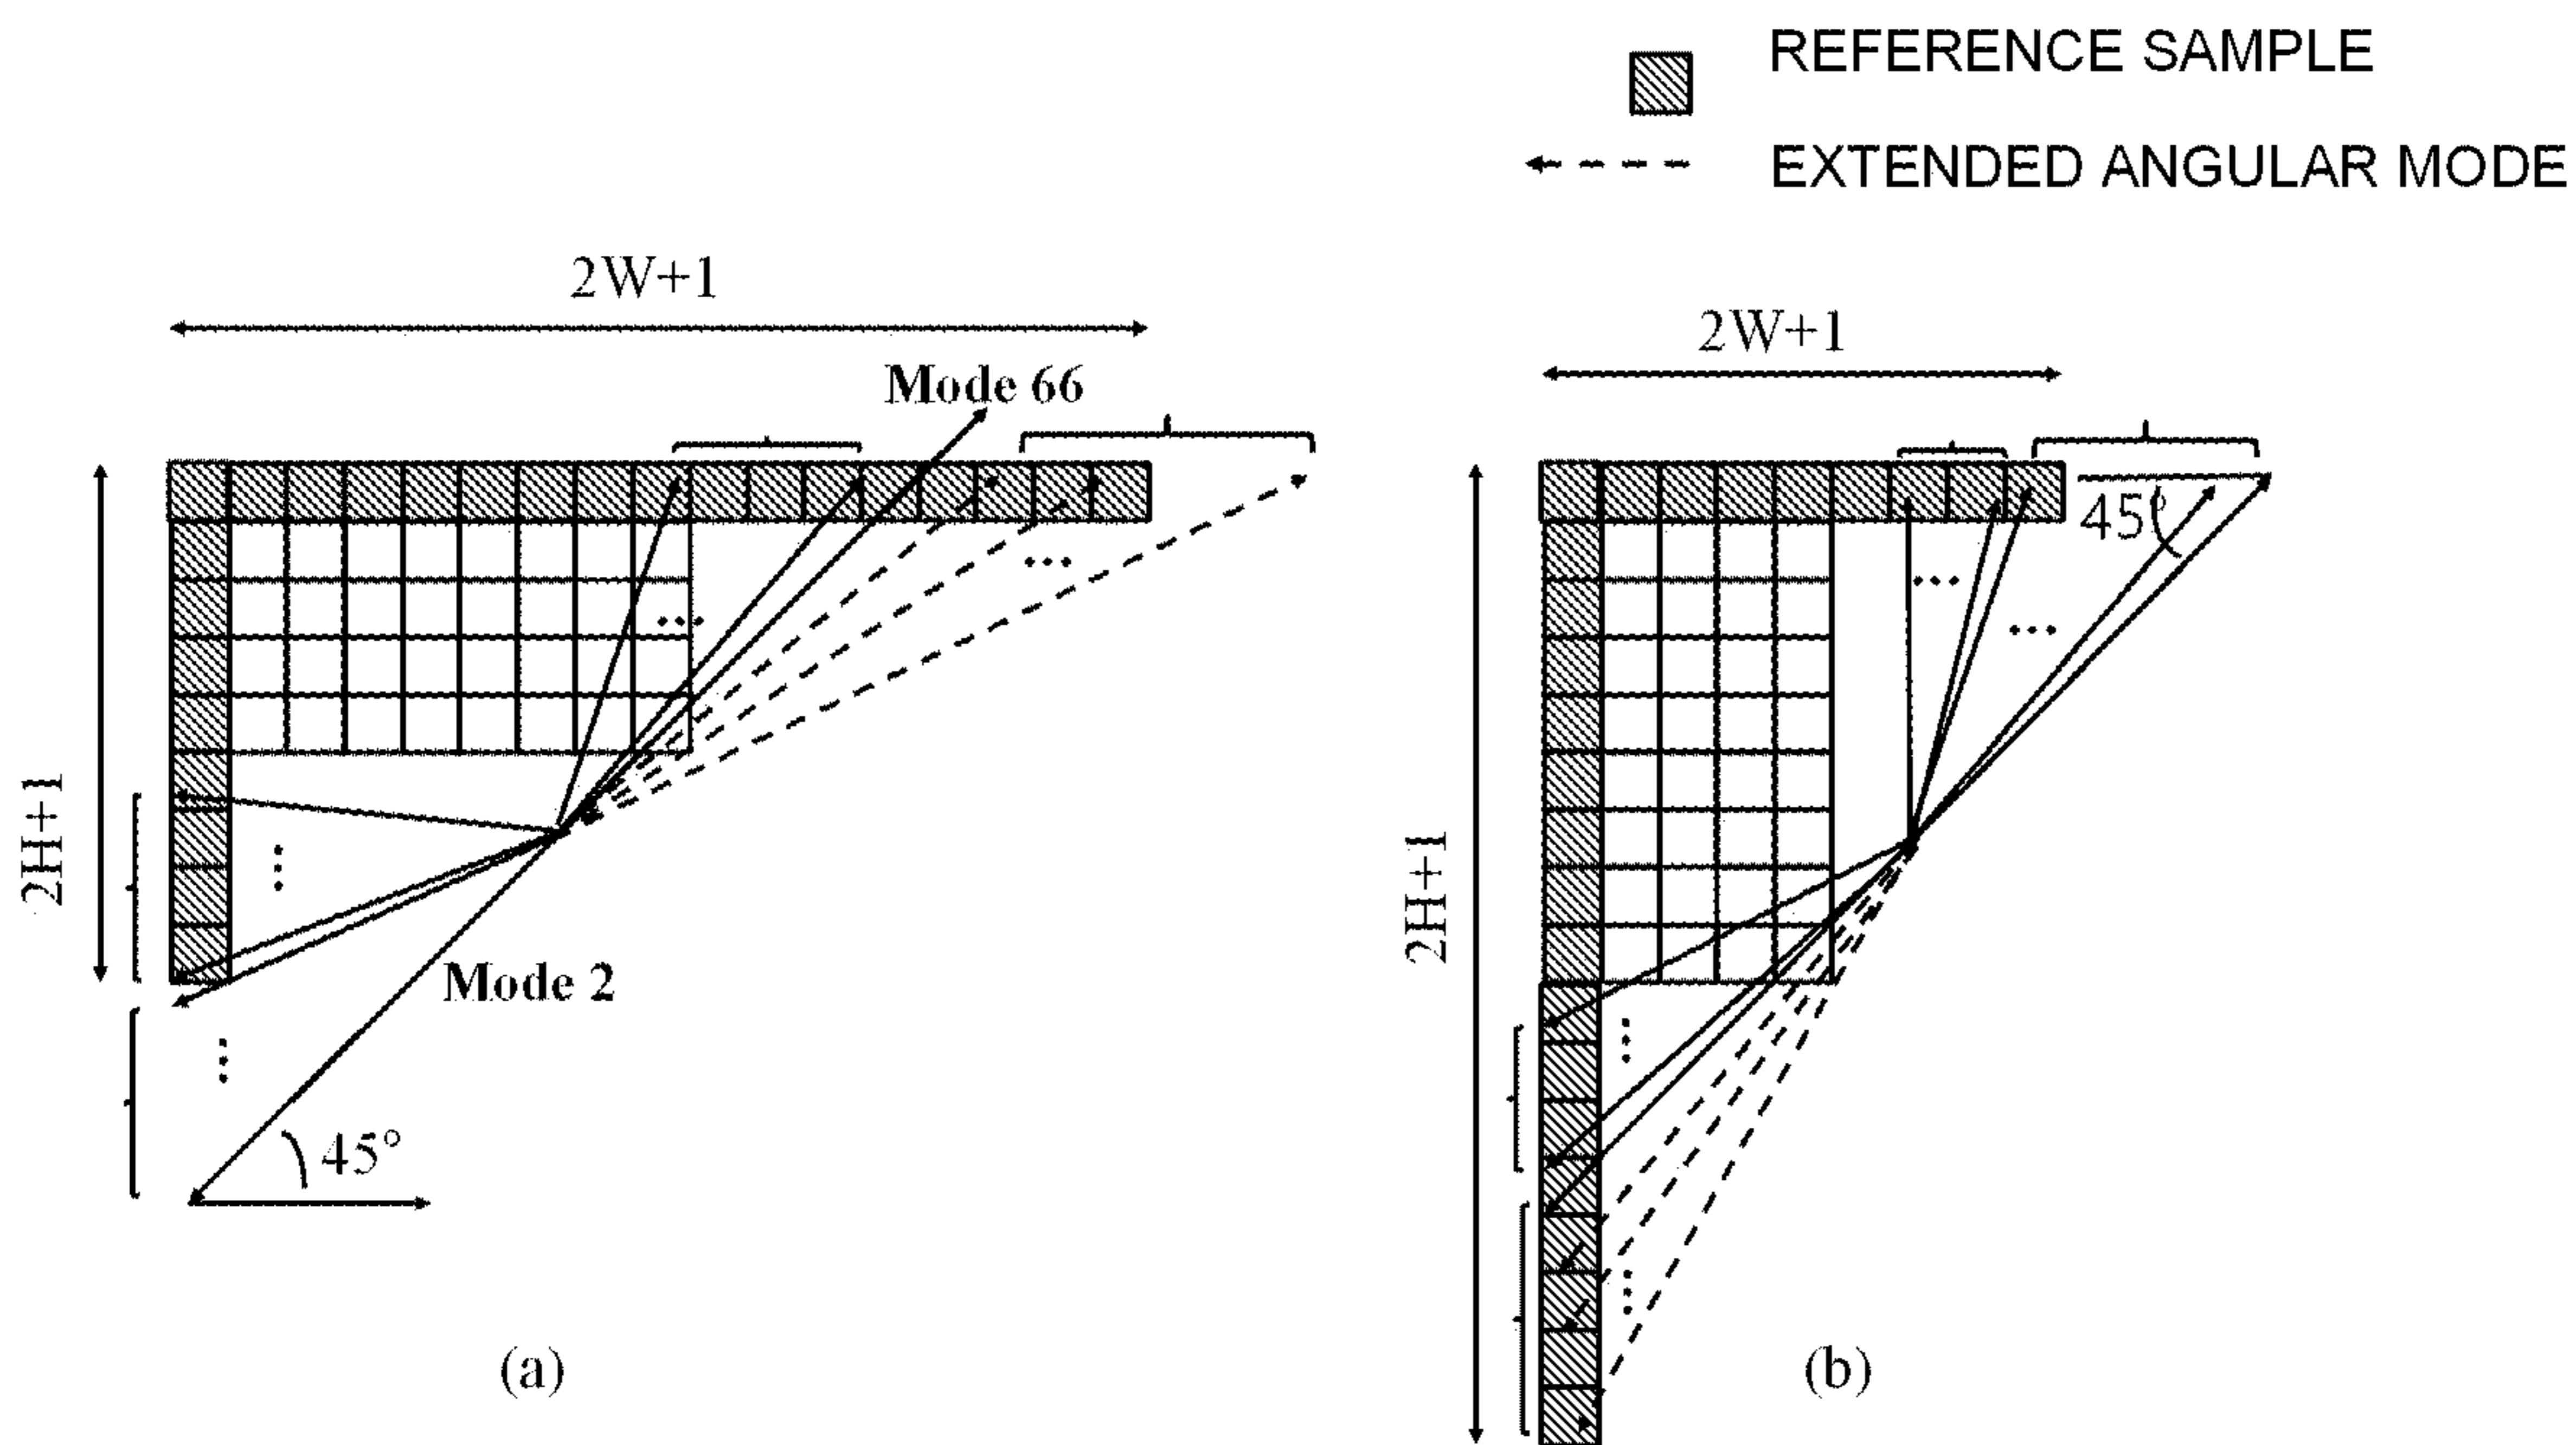 REFERENCE SAMPLE
EXTENDED ANGULAR MODE
2W+1
Mode 66
2H+1
Mode 2
45°
(a)
2W+1
45°
2H+1
(b)